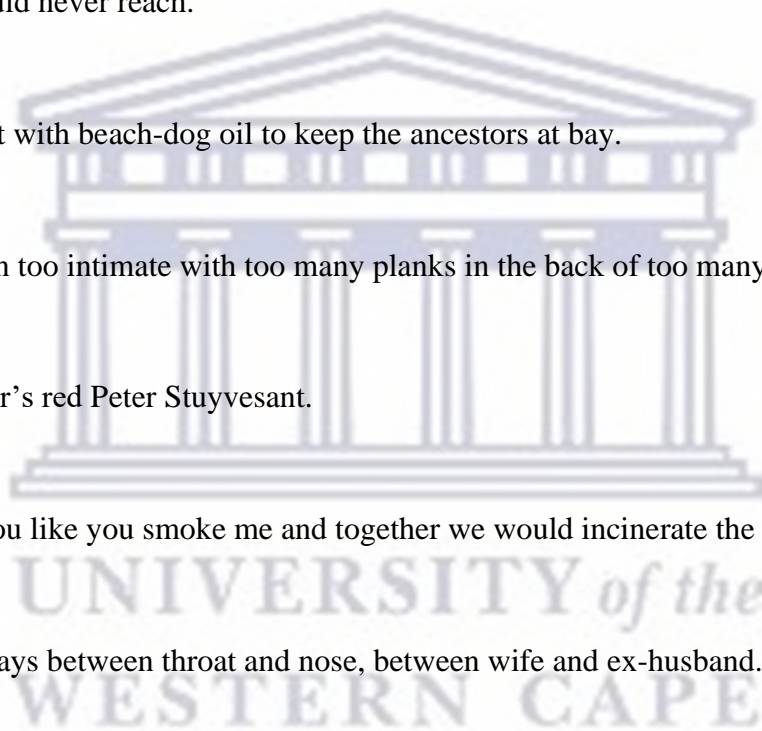 uld never reach.
t with beach-dog oil to keep the ancestors at bay.
n too intimate with too many planks in the back of too many
r's red Peter Stuyvesant.
ou like you smoke me and together we would incinerate the
UNIVERSITY of the
ays between throat and nose, between wife and ex-husband.
WESTERN CAPE